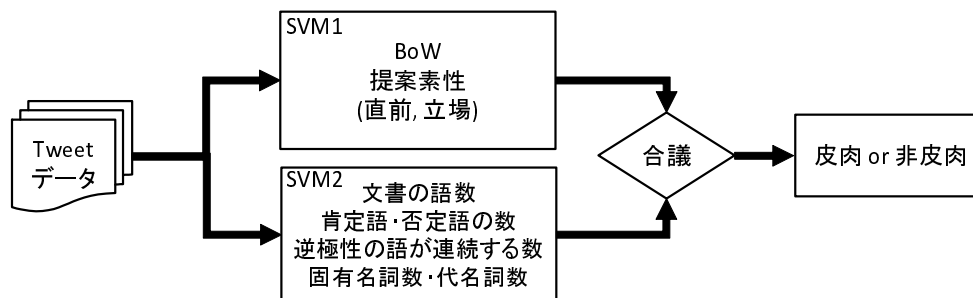 Tweet
データ
SVM1
BoW
提案素性
(直前, 立場)
SVM2
文書の語数
肯定語・否定語の数
逆極性の語が連続する数
固有名詞数・代名詞数
合議
皮肉 or 非皮肉